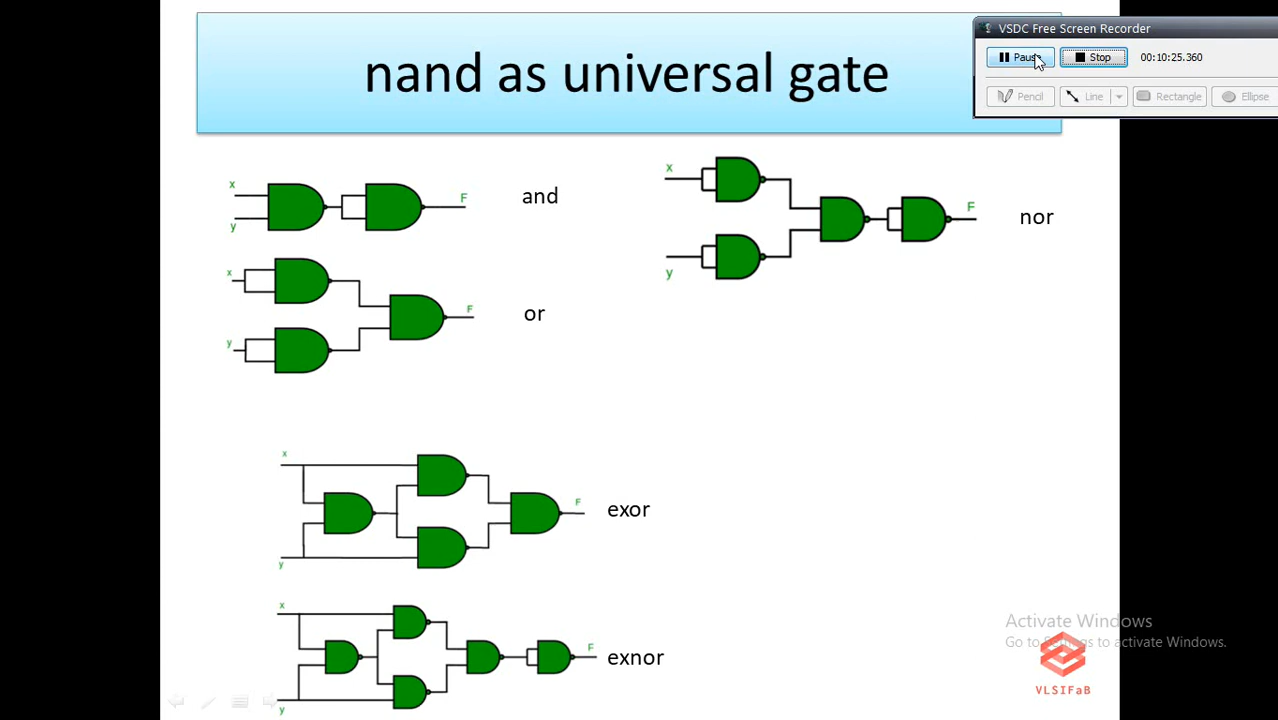 nand as universal gate
VSDC Free Screen Recorder
Pause
Stop
00:10:25.360
Pencil
Line
Rectangle
Ellipse
x
y
F
and
x
y
F
nor
x
y
F
or
x
y
F
exor
x
y
F
exnor
Activate Windows
Go to Settings to activate Windows.
VLSIFaB